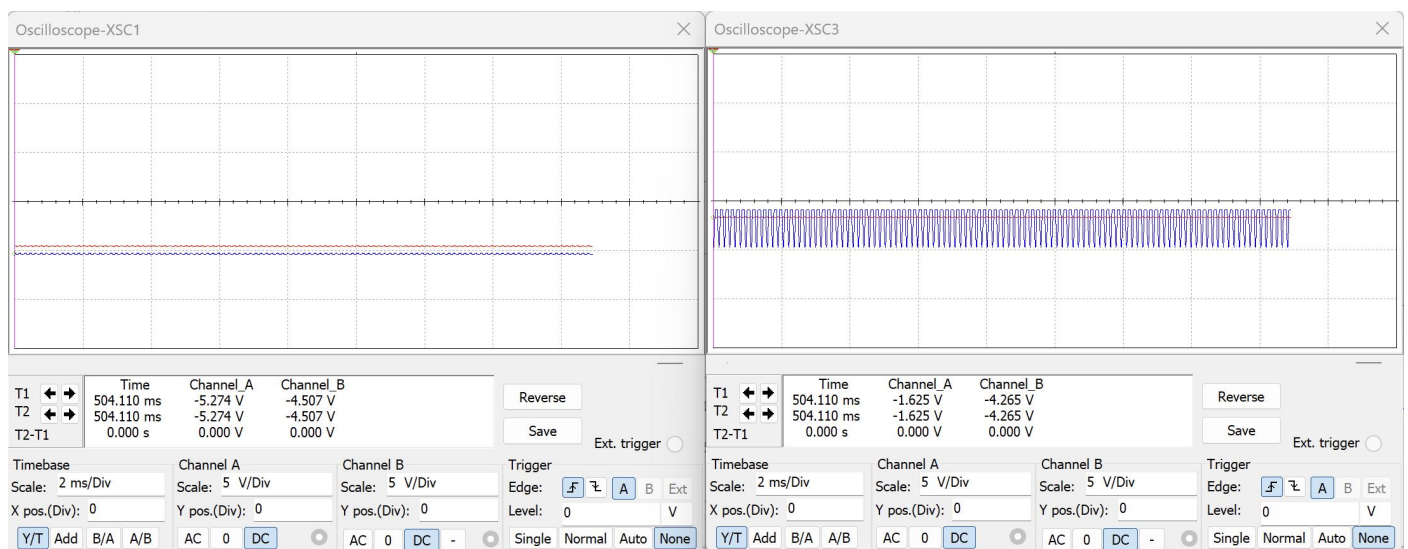 Oscilloscope-XSC1
Time Channel_A Channel_B
T1 504.110 ms -5.274 V -4.507 V
T2 504.110 ms -5.274 V -4.507 V
T2-T1 0.000 s 0.000 V 0.000 V
Reverse
Save
Ext. trigger
Timebase
Scale: 2 ms/Div
X pos.(Div): 0
Y/T Add B/A A/B
Channel A
Scale: 5 V/Div
Y pos.(Div): 0
AC 0 DC
Channel B
Scale: 5 V/Div
Y pos.(Div): 0
AC 0 DC -
Trigger
Edge: A B Ext
Level: 0 V
Single Normal Auto None
Oscilloscope-XSC3
Time Channel_A Channel_B
T1 504.110 ms -1.625 V -4.265 V
T2 504.110 ms -1.625 V -4.265 V
T2-T1 0.000 s 0.000 V 0.000 V
Reverse
Save
Ext. trigger
Timebase
Scale: 2 ms/Div
X pos.(Div): 0
Y/T Add B/A A/B
Channel A
Scale: 5 V/Div
Y pos.(Div): 0
AC 0 DC
Channel B
Scale: 5 V/Div
Y pos.(Div): 0
AC 0 DC -
Trigger
Edge: A B Ext
Level: 0 V
Single Normal Auto None